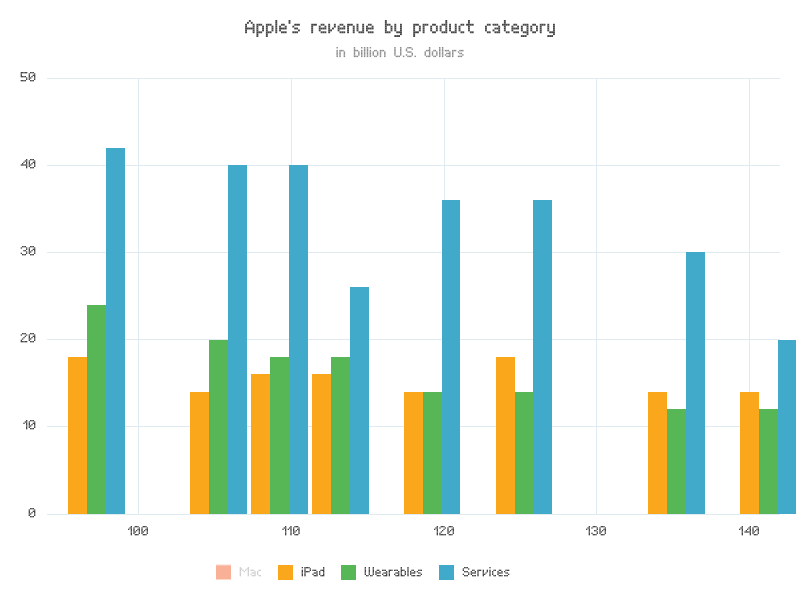 Apple's revenue by product category
in billion U.S. dollars
50
40
30
20
10
0
100 110 120 130 140
Mac iPad Wearables Services